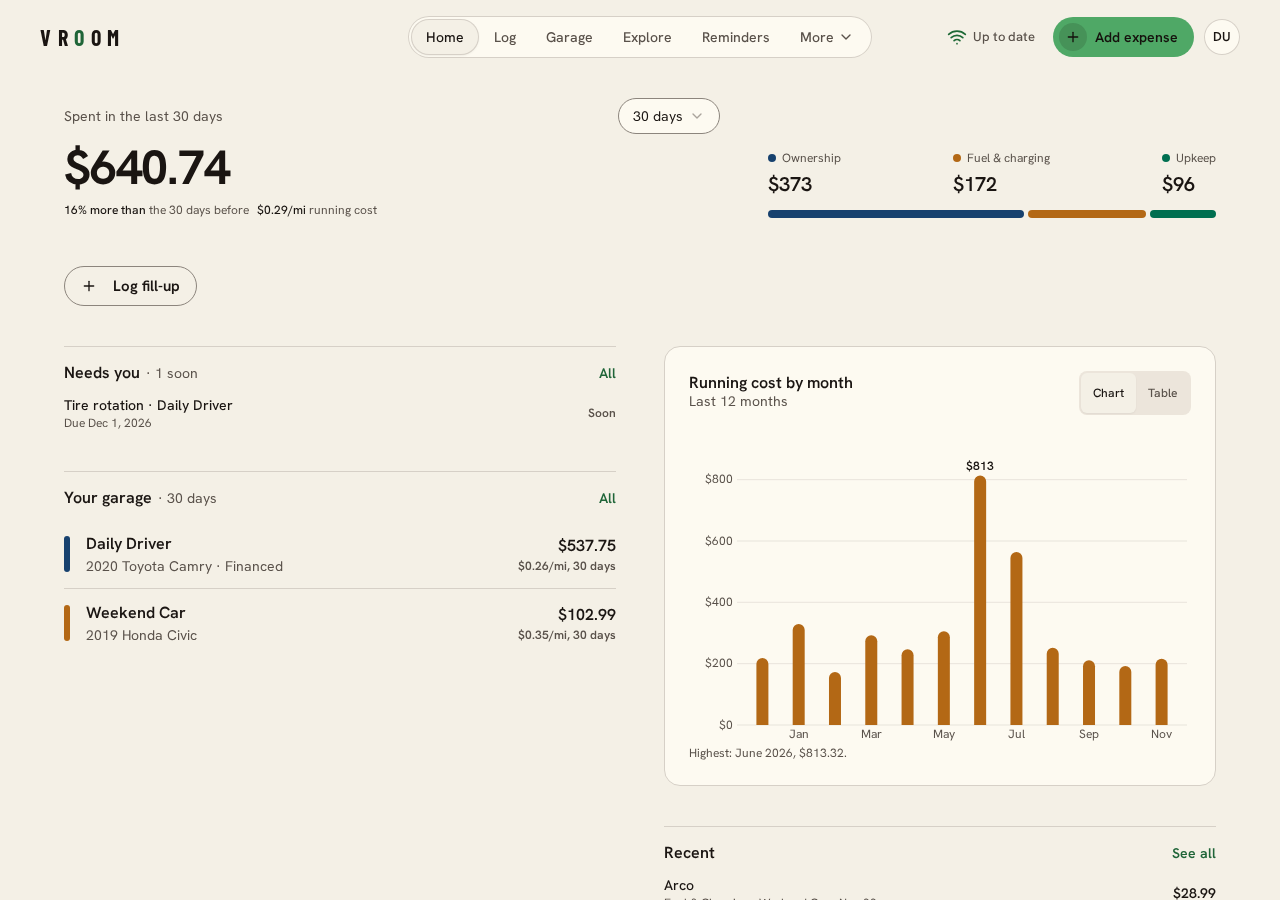 VROOM
Home
Log
Garage
Explore
Reminders
More
Up to date
Add expense
DU
Spent in the last 30 days
30 days
$640.74
16% more than the 30 days before $0.29/mi running cost
Ownership
$373
Fuel & charging
$172
Upkeep
$96
Log fill-up
Needs you · 1 soon
All
Tire rotation · Daily Driver
Due Dec 1, 2026
Soon
Your garage · 30 days
All
Daily Driver
2020 Toyota Camry · Financed
$537.75
$0.26/mi, 30 days
Weekend Car
2019 Honda Civic
$102.99
$0.35/mi, 30 days
Running cost by month
Last 12 months
Chart
Table
$813
$800
$600
$400
$200
$0
Jan
Mar
May
Jul
Sep
Nov
Highest: June 2026, $813.32.
Recent
See all
Arco
$28.99